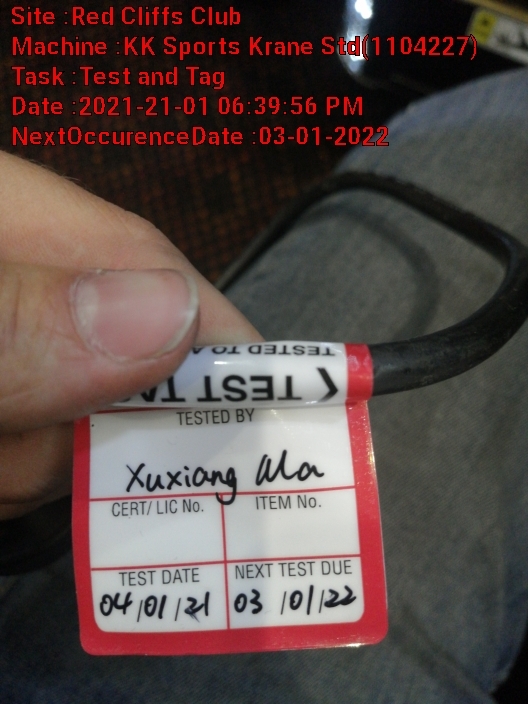 Site :Red Cliffs Club
Machine :KK Sports Krane Std(1104227)
Task :Test and Tag
Date :2021-21-01 06:39:56 PM
NextOccurenceDate :03-01-2022
TESTED TO A
TEST TA
TESTED BY
Xuxiang Ma
CERT/ LIC No. ITEM No.
TEST DATE NEXT TEST DUE
04/01/21 03/01/22